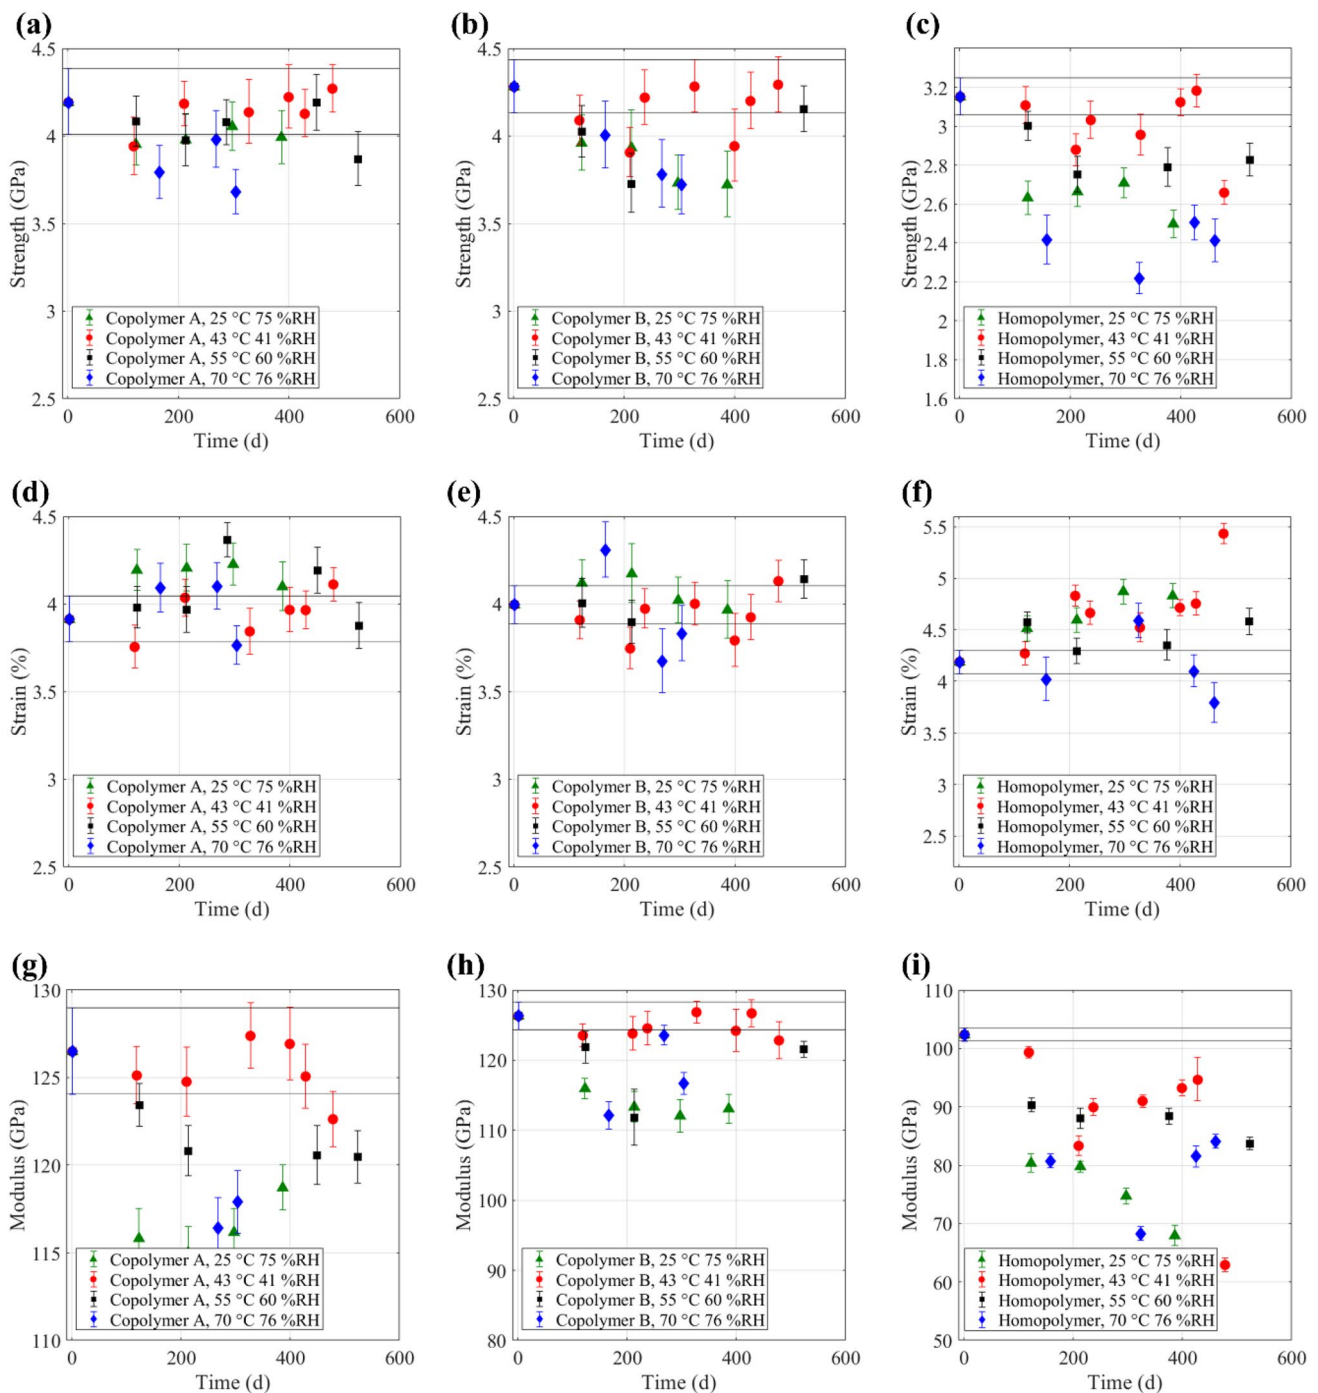 (a)
4.5
4
3.5
3
2.5
Strength (GPa)
Copolymer A, 25 °C 75 %RH
Copolymer A, 43 °C 41 %RH
Copolymer A, 55 °C 60 %RH
Copolymer A, 70 °C 76 %RH
0 200 400 600
Time (d)
(b)
4.5
4
3.5
3
2.5
Strength (GPa)
Copolymer B, 25 °C 75 %RH
Copolymer B, 43 °C 41 %RH
Copolymer B, 55 °C 60 %RH
Copolymer B, 70 °C 76 %RH
0 200 400 600
Time (d)
(c)
3.2
3
2.8
2.6
2.4
2.2
2
1.8
1.6
Strength (GPa)
Homopolymer, 25 °C 75 %RH
Homopolymer, 43 °C 41 %RH
Homopolymer, 55 °C 60 %RH
Homopolymer, 70 °C 76 %RH
0 200 400 600
Time (d)
(d)
4.5
4
3.5
3
2.5
Strain (%)
Copolymer A, 25 °C 75 %RH
Copolymer A, 43 °C 41 %RH
Copolymer A, 55 °C 60 %RH
Copolymer A, 70 °C 76 %RH
0 200 400 600
Time (d)
(e)
4.5
4
3.5
3
2.5
Strain (%)
Copolymer B, 25 °C 75 %RH
Copolymer B, 43 °C 41 %RH
Copolymer B, 55 °C 60 %RH
Copolymer B, 70 °C 76 %RH
0 200 400 600
Time (d)
(f)
5.5
5
4.5
4
3.5
3
2.5
Strain (%)
Homopolymer, 25 °C 75 %RH
Homopolymer, 43 °C 41 %RH
Homopolymer, 55 °C 60 %RH
Homopolymer, 70 °C 76 %RH
0 200 400 600
Time (d)
(g)
130
125
120
115
110
Modulus (GPa)
Copolymer A, 25 °C 75 %RH
Copolymer A, 43 °C 41 %RH
Copolymer A, 55 °C 60 %RH
Copolymer A, 70 °C 76 %RH
0 200 400 600
Time (d)
(h)
130
120
110
100
90
80
Modulus (GPa)
Copolymer B, 25 °C 75 %RH
Copolymer B, 43 °C 41 %RH
Copolymer B, 55 °C 60 %RH
Copolymer B, 70 °C 76 %RH
0 200 400 600
Time (d)
(i)
110
100
90
80
70
60
50
Modulus (GPa)
Homopolymer, 25 °C 75 %RH
Homopolymer, 43 °C 41 %RH
Homopolymer, 55 °C 60 %RH
Homopolymer, 70 °C 76 %RH
0 200 400 600
Time (d)